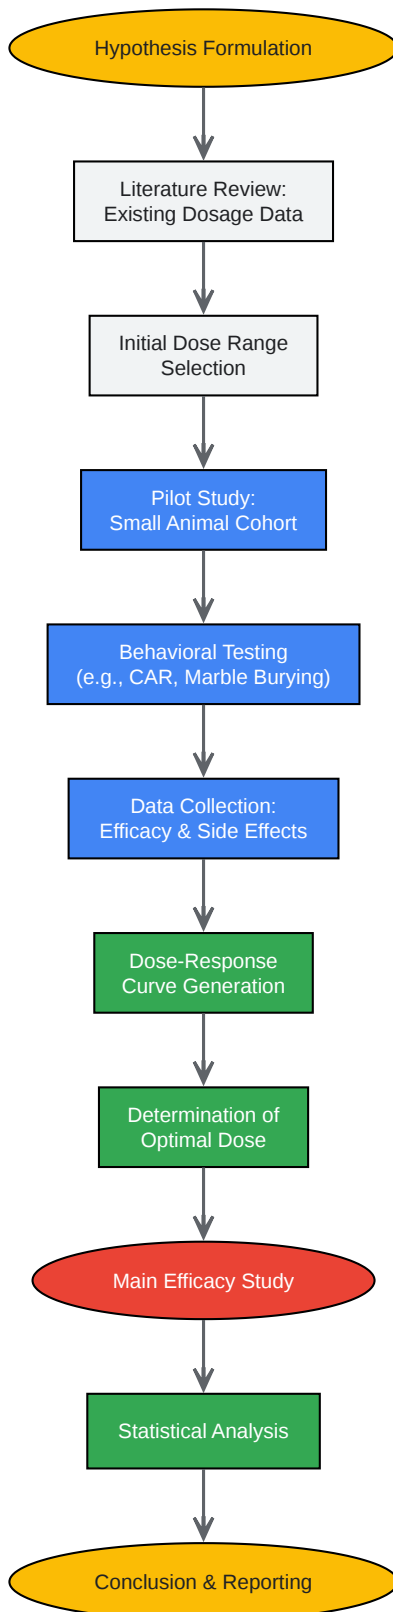 Hypothesis Formulation
Literature Review:
Existing Dosage Data
Initial Dose Range
Selection
Pilot Study:
Small Animal Cohort
Behavioral Testing
(e.g., CAR, Marble Burying)
Data Collection:
Efficacy & Side Effects
Dose-Response
Curve Generation
Determination of
Optimal Dose
Main Efficacy Study
Statistical Analysis
Conclusion & Reporting